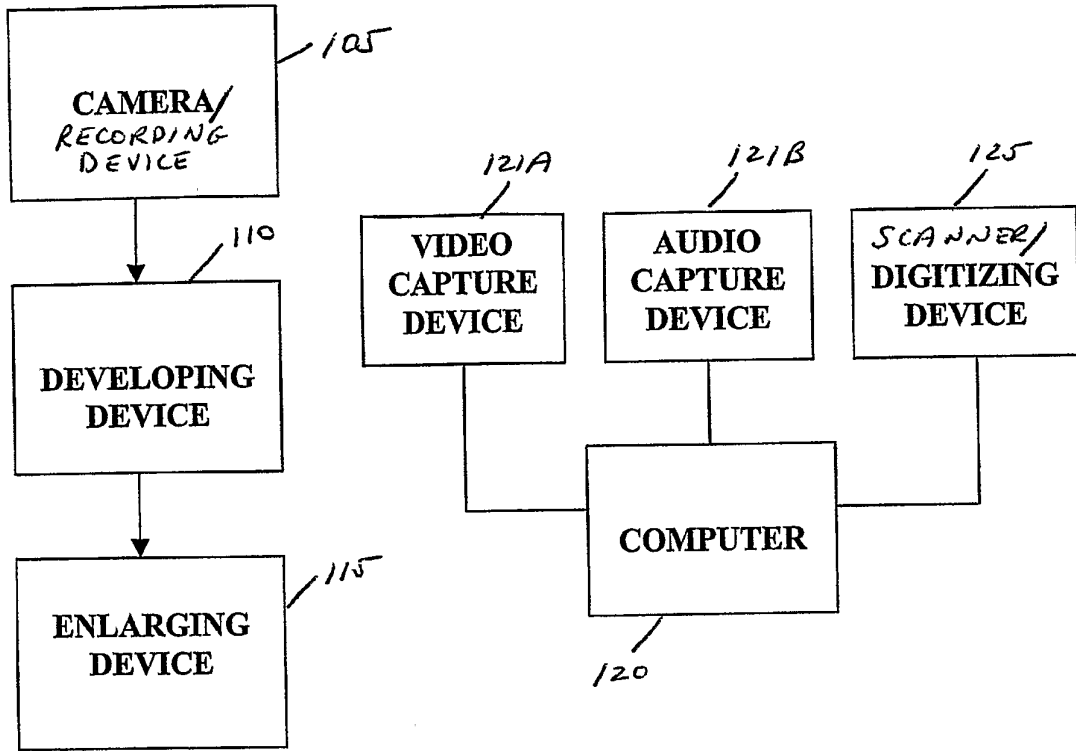 105
CAMERA/
RECORDING
DEVICE
110
DEVELOPING
DEVICE
115
ENLARGING
DEVICE
121A
VIDEO
CAPTURE
DEVICE
121B
AUDIO
CAPTURE
DEVICE
125
SCANNER/
DIGITIZING
DEVICE
COMPUTER
120